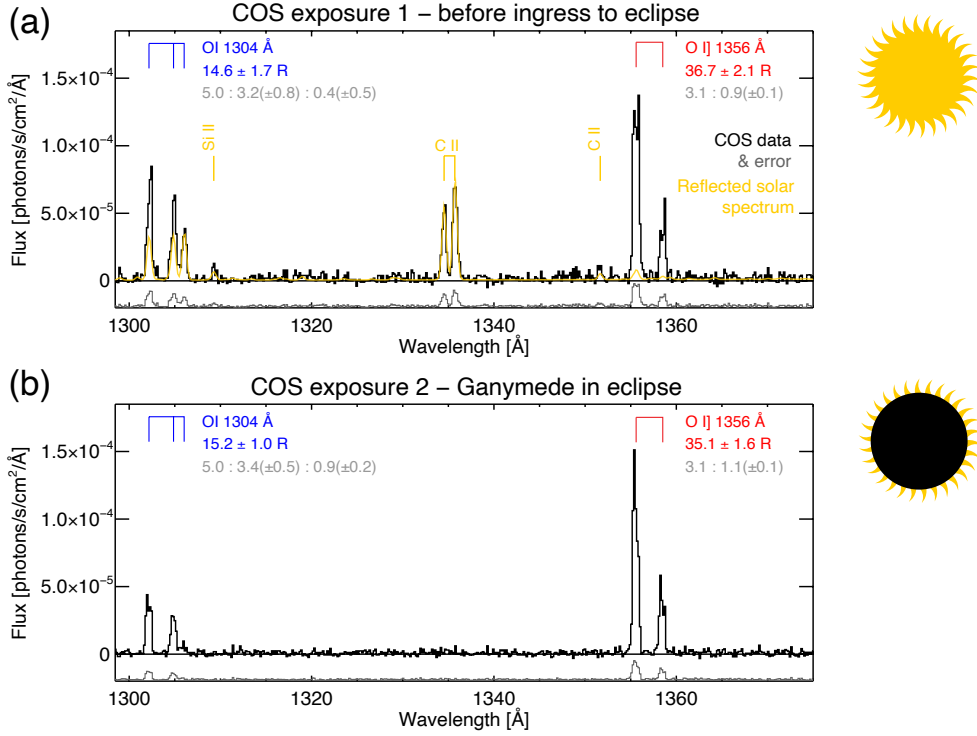 (a)
COS exposure 1 – before ingress to eclipse
OI 1304 Å
14.6 ± 1.7 R
5.0 : 3.2(±0.8) : 0.4(±0.5)
O I] 1356 Å
36.7 ± 2.1 R
3.1 : 0.9(±0.1)
Si II
C II
C II
COS data
& error
Reflected solar
spectrum
Flux [photons/s/cm²/Å]
1.5×10⁻⁴
1.0×10⁻⁴
5.0×10⁻⁵
0
1300
1320
1340
1360
Wavelength [Å]
(b)
COS exposure 2 – Ganymede in eclipse
OI 1304 Å
15.2 ± 1.0 R
5.0 : 3.4(±0.5) : 0.9(±0.2)
O I] 1356 Å
35.1 ± 1.6 R
3.1 : 1.1(±0.1)
Flux [photons/s/cm²/Å]
1.5×10⁻⁴
1.0×10⁻⁴
5.0×10⁻⁵
0
1300
1320
1340
1360
Wavelength [Å]